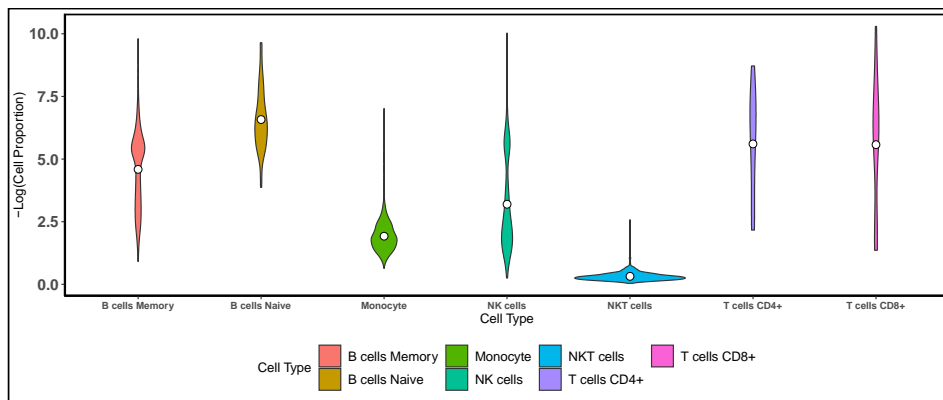 −Log(Cell Proportion)
10.0
7.5
5.0
2.5
0.0
B cells Memory B cells Naive Monocyte NK cells NKT cells T cells CD4+ T cells CD8+
Cell Type
Cell Type
B cells Memory Monocyte NKT cells T cells CD8+
B cells Naive NK cells T cells CD4+